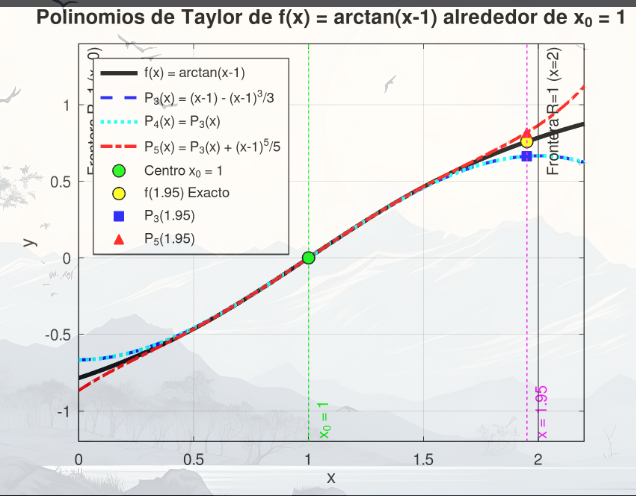 Polinomios de Taylor de f(x) = arctan(x-1) alrededor de x₀ = 1
f(x) = arctan(x-1)
P₃(x) = (x-1) - (x-1)³/3
P₄(x) = P₃(x)
P₅(x) = P₃(x) + (x-1)⁵/5
Centro x₀ = 1
f(1.95) Exacto
P₃(1.95)
P₅(1.95)
Frontera R=1 (x=2)
x₀ = 1
x = 1.95
y
1
0.5
0
-0.5
-1
0
0.5
1
1.5
2
x